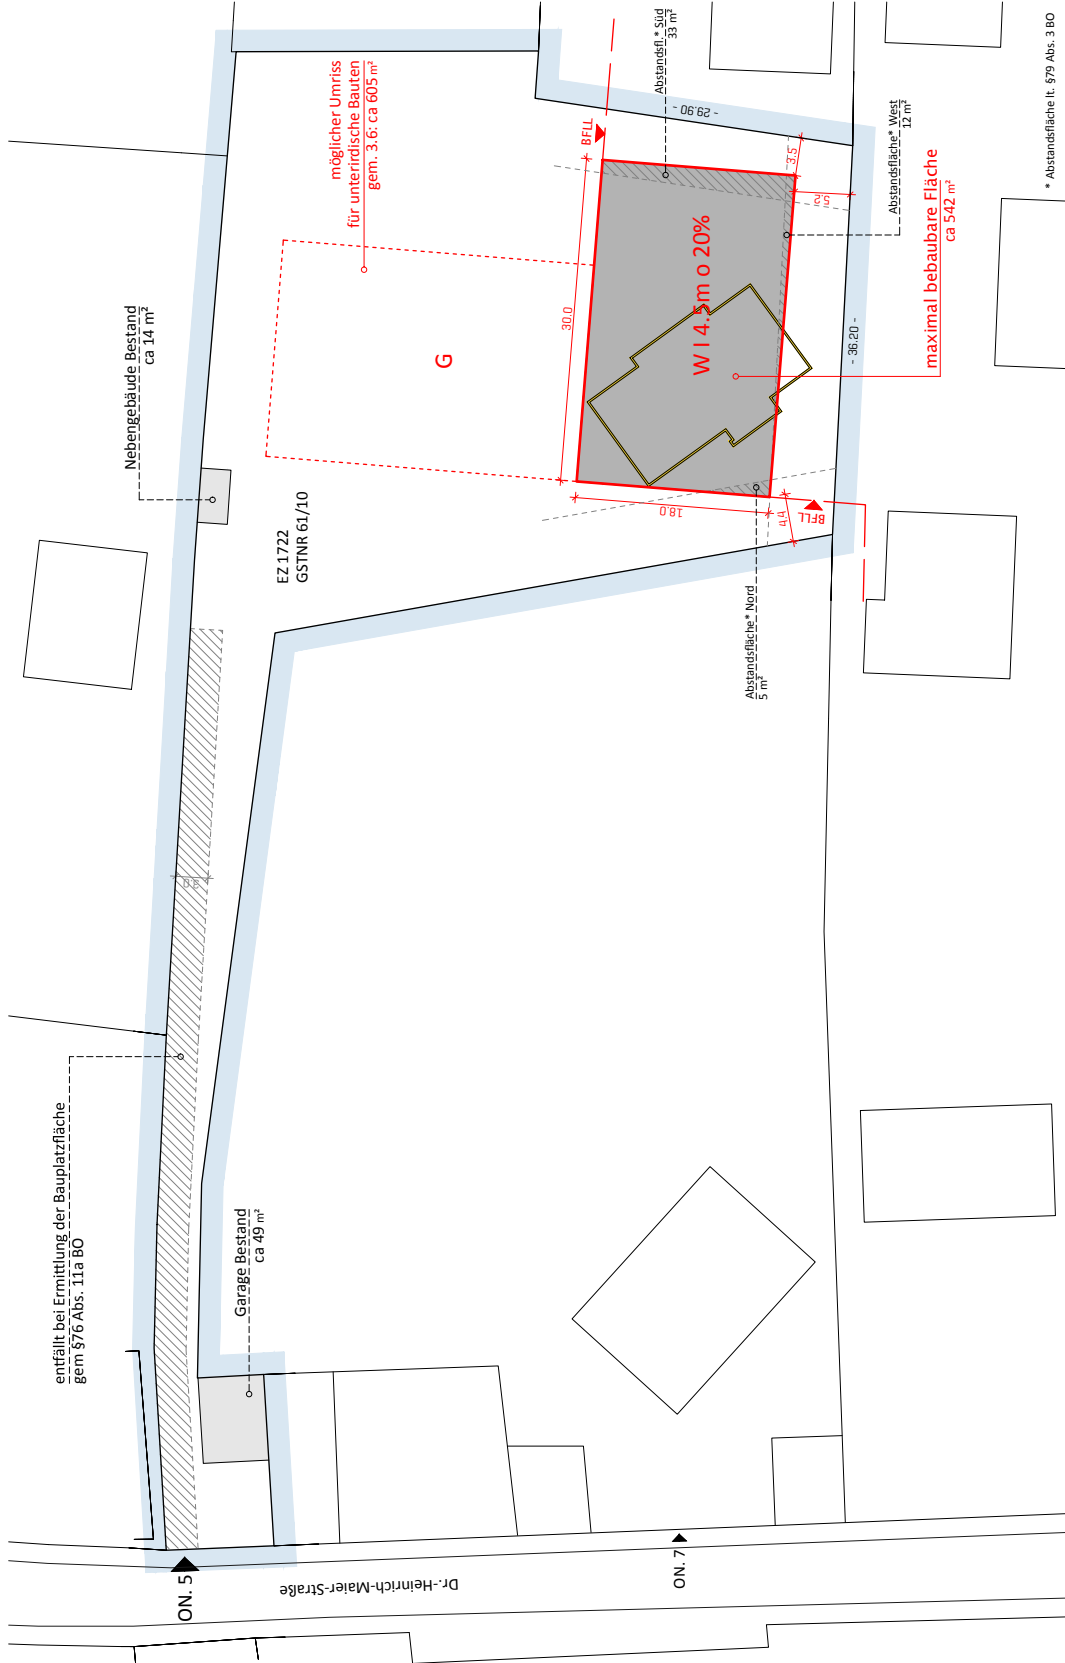 Abstandsfl.* Süd
33 m²
möglicher Umriss
für unterirdische Bauten
gem. 3.6: ca 605 m²
BFLL
- 29.90 -
3.5
5.2
Abstandsfläche* West
12 m²
* Abstandsfläche lt. §79 Abs. 3 BO
Nebengebäude Bestand
ca 14 m²
30.0
G
W I 4.5m o 20%
- 36.20 -
maximal bebaubare Fläche
ca 542 m²
EZ 1722
GSTNR 61/10
18.0
4.4
BFLL
Abstandsfläche* Nord
5 m²
3.0
entfällt bei Ermittlung der Bauplatzfläche
gem §76 Abs. 11a BO
Garage Bestand
ca 49 m²
ON. 5
Dr.-Heinrich-Maier-Straße
ON. 7